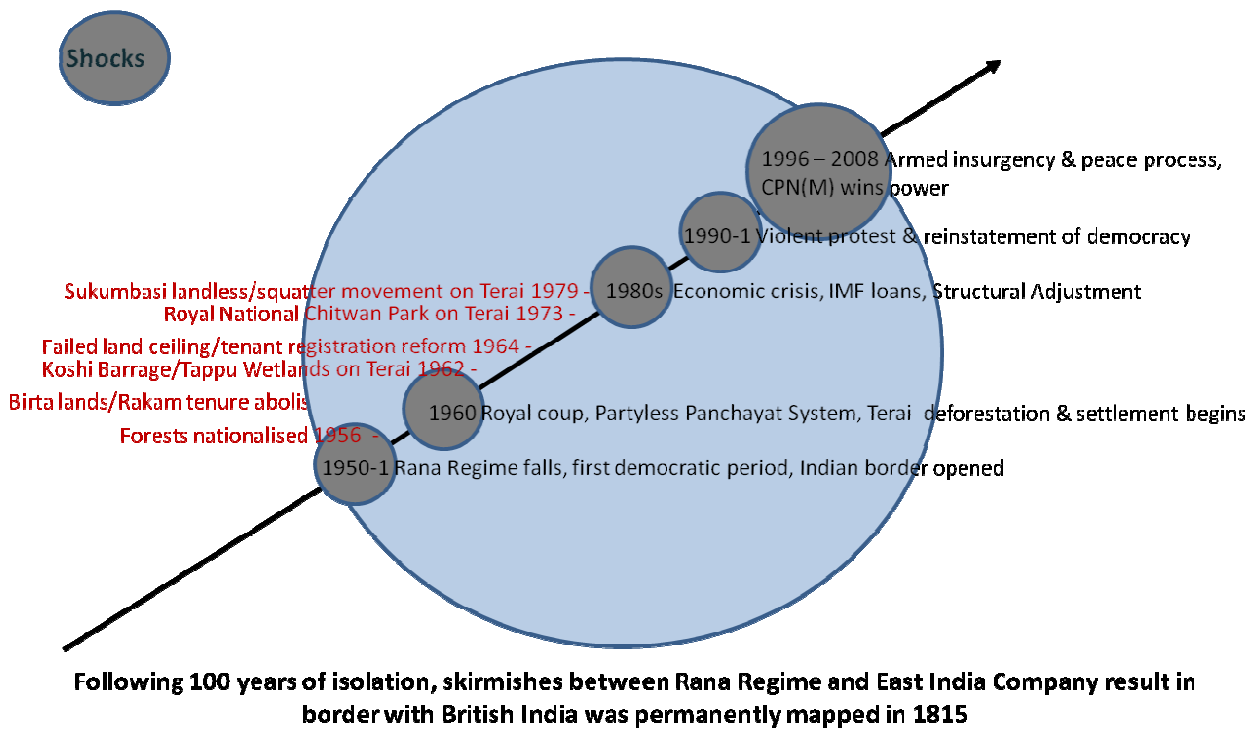 Shocks
1996 – 2008 Armed insurgency & peace process,
CPN(M) wins power
1990-1 Violent protest & reinstatement of democracy
Sukumbasi landless/squatter movement on Terai 1979 -
1980s Economic crisis, IMF loans, Structural Adjustment
Royal National Chitwan Park on Terai 1973 -
Failed land ceiling/tenant registration reform 1964 -
Koshi Barrage/Tappu Wetlands on Terai 1962 -
Birta lands/Rakam tenure abolis
1960 Royal coup, Partyless Panchayat System, Terai deforestation & settlement begins
Forests nationalised 1956 -
1950-1 Rana Regime falls, first democratic period, Indian border opened
Following 100 years of isolation, skirmishes between Rana Regime and East India Company result in
border with British India was permanently mapped in 1815